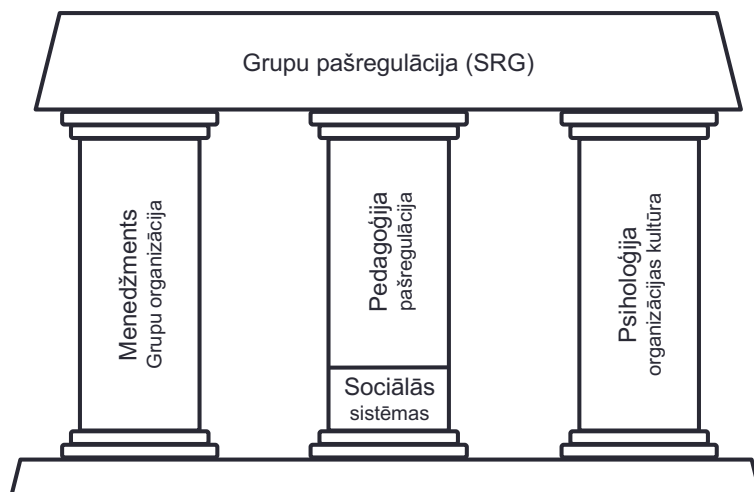 Grupu pašregulācija (SRG)
Menedžments
Grupu organizācija
Pedagoģija
pašregulācija
Sociālās
sistēmas
Psiholoģija
organizācijas kultūra